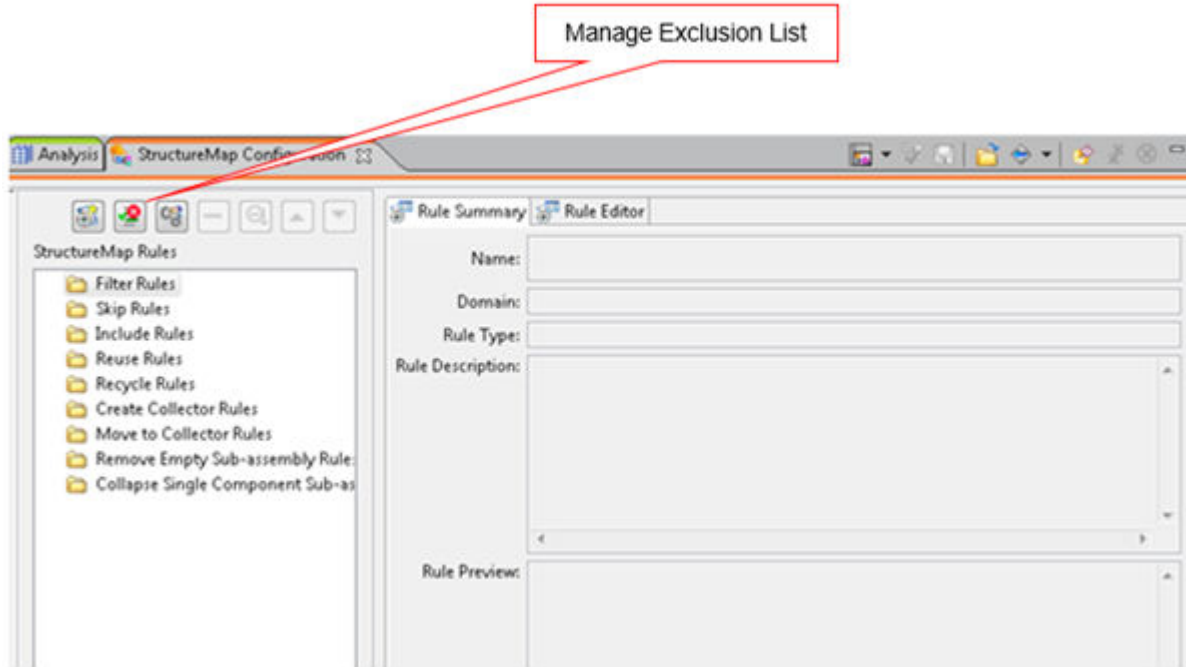 Manage Exclusion List
Analysis
StructureMap Configuration
StructureMap Rules
Filter Rules
Skip Rules
Include Rules
Reuse Rules
Recycle Rules
Create Collector Rules
Move to Collector Rules
Remove Empty Sub-assembly Rule
Collapse Single Component Sub-as
Rule Summary
Rule Editor
Name:
Domain:
Rule Type:
Rule Description:
Rule Preview: